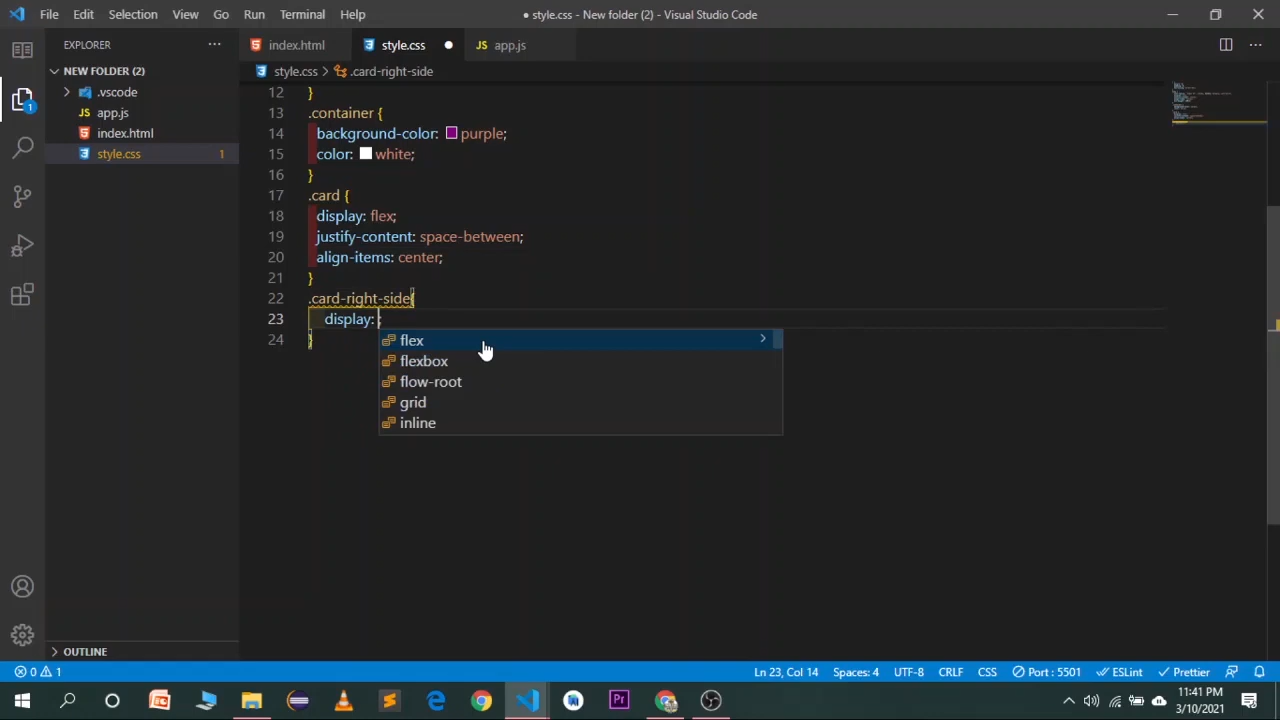 File Edit Selection View Go Run Terminal Help
● style.css - New folder (2) - Visual Studio Code
EXPLORER
NEW FOLDER (2)
.vscode
JS app.js
index.html
style.css 1
OUTLINE
index.html style.css JS app.js
style.css > .card-right-side
12 }
13 .container {
14 background-color: purple;
15 color: white;
16 }
17 .card {
18 display: flex;
19 justify-content: space-between;
20 align-items: center;
21 }
22 .card-right-side{
23 display: ;
24 }
flex
flexbox
flow-root
grid
inline
1
0 1
Ln 23, Col 14 Spaces: 4 UTF-8 CRLF CSS Port : 5501 ESLint Prettier
Pr
11:41 PM
3/10/2021